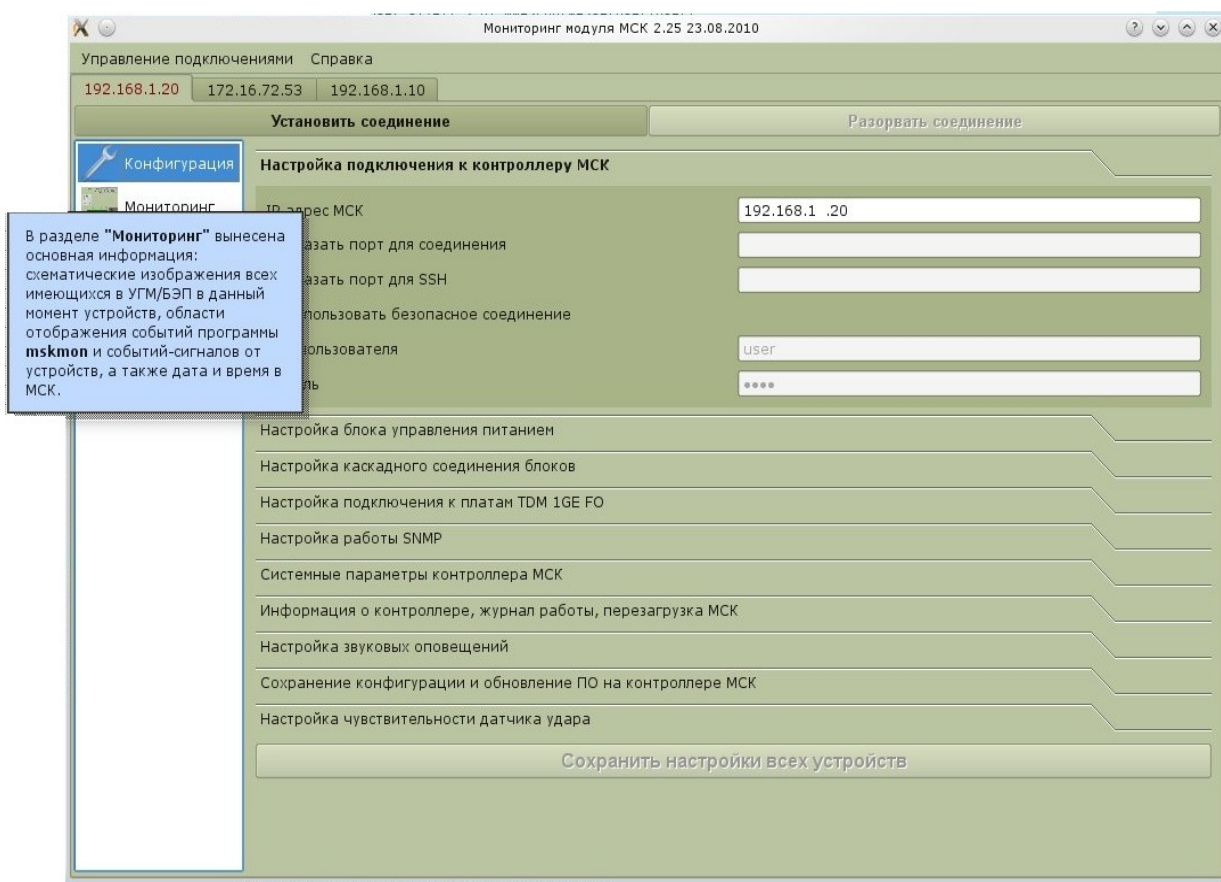 Мониторинг модуля МСК 2.25 23.08.2010
Управление подключениями Справка
192.168.1.20 172.16.72.53 192.168.1.10
Установить соединение Разорвать соединение
Конфигурация
Мониторинг
В разделе "Мониторинг" вынесена
основная информация:
схематические изображения всех
имеющихся в УГМ/БЭП в данный
момент устройств, области
отображения событий программы
mskmon и событий-сигналов от
устройств, а также дата и время в
МСК.
Настройка подключения к контроллеру МСК
IP адрес МСК 192.168.1 .20
порт для соединения
порт для SSH
безопасное соединение
user
••••
Настройка блока управления питанием
Настройка каскадного соединения блоков
Настройка подключения к платам TDM 1GE FO
Настройка работы SNMP
Системные параметры контроллера МСК
Информация о контроллере, журнал работы, перезагрузка МСК
Настройка звуковых оповещений
Сохранение конфигурации и обновление ПО на контроллере МСК
Настройка чувствительности датчика удара
Сохранить настройки всех устройств